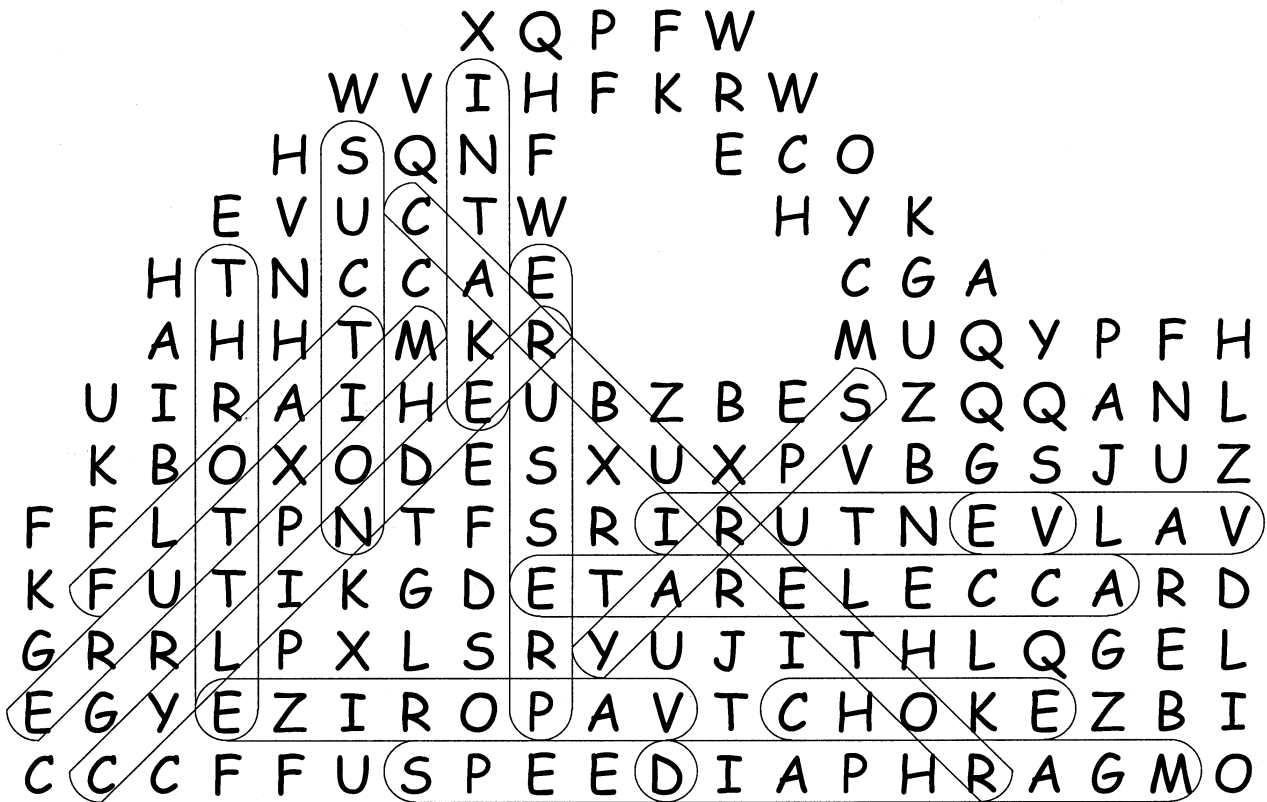 X Q P F W
W V I H F K R W
H S Q N F E C O
E V U C T W H Y K
H T N C C A E C G A
A H H T M K R M U Q Y P F H
U I R A I H E U B Z B E S Z Q Q A N L
K B O X O D E S X U X P V B G S J U Z
F F L T P N T F S R I R U T N E V L A V
K F U T I K G D E T A R E L E C C A R D
G R R L P X L S R Y U J I T H L Q G E L
E G Y E Z I R O P A V T C H O K E Z B I
C C C F F U S P E E D I A P H R A G M O